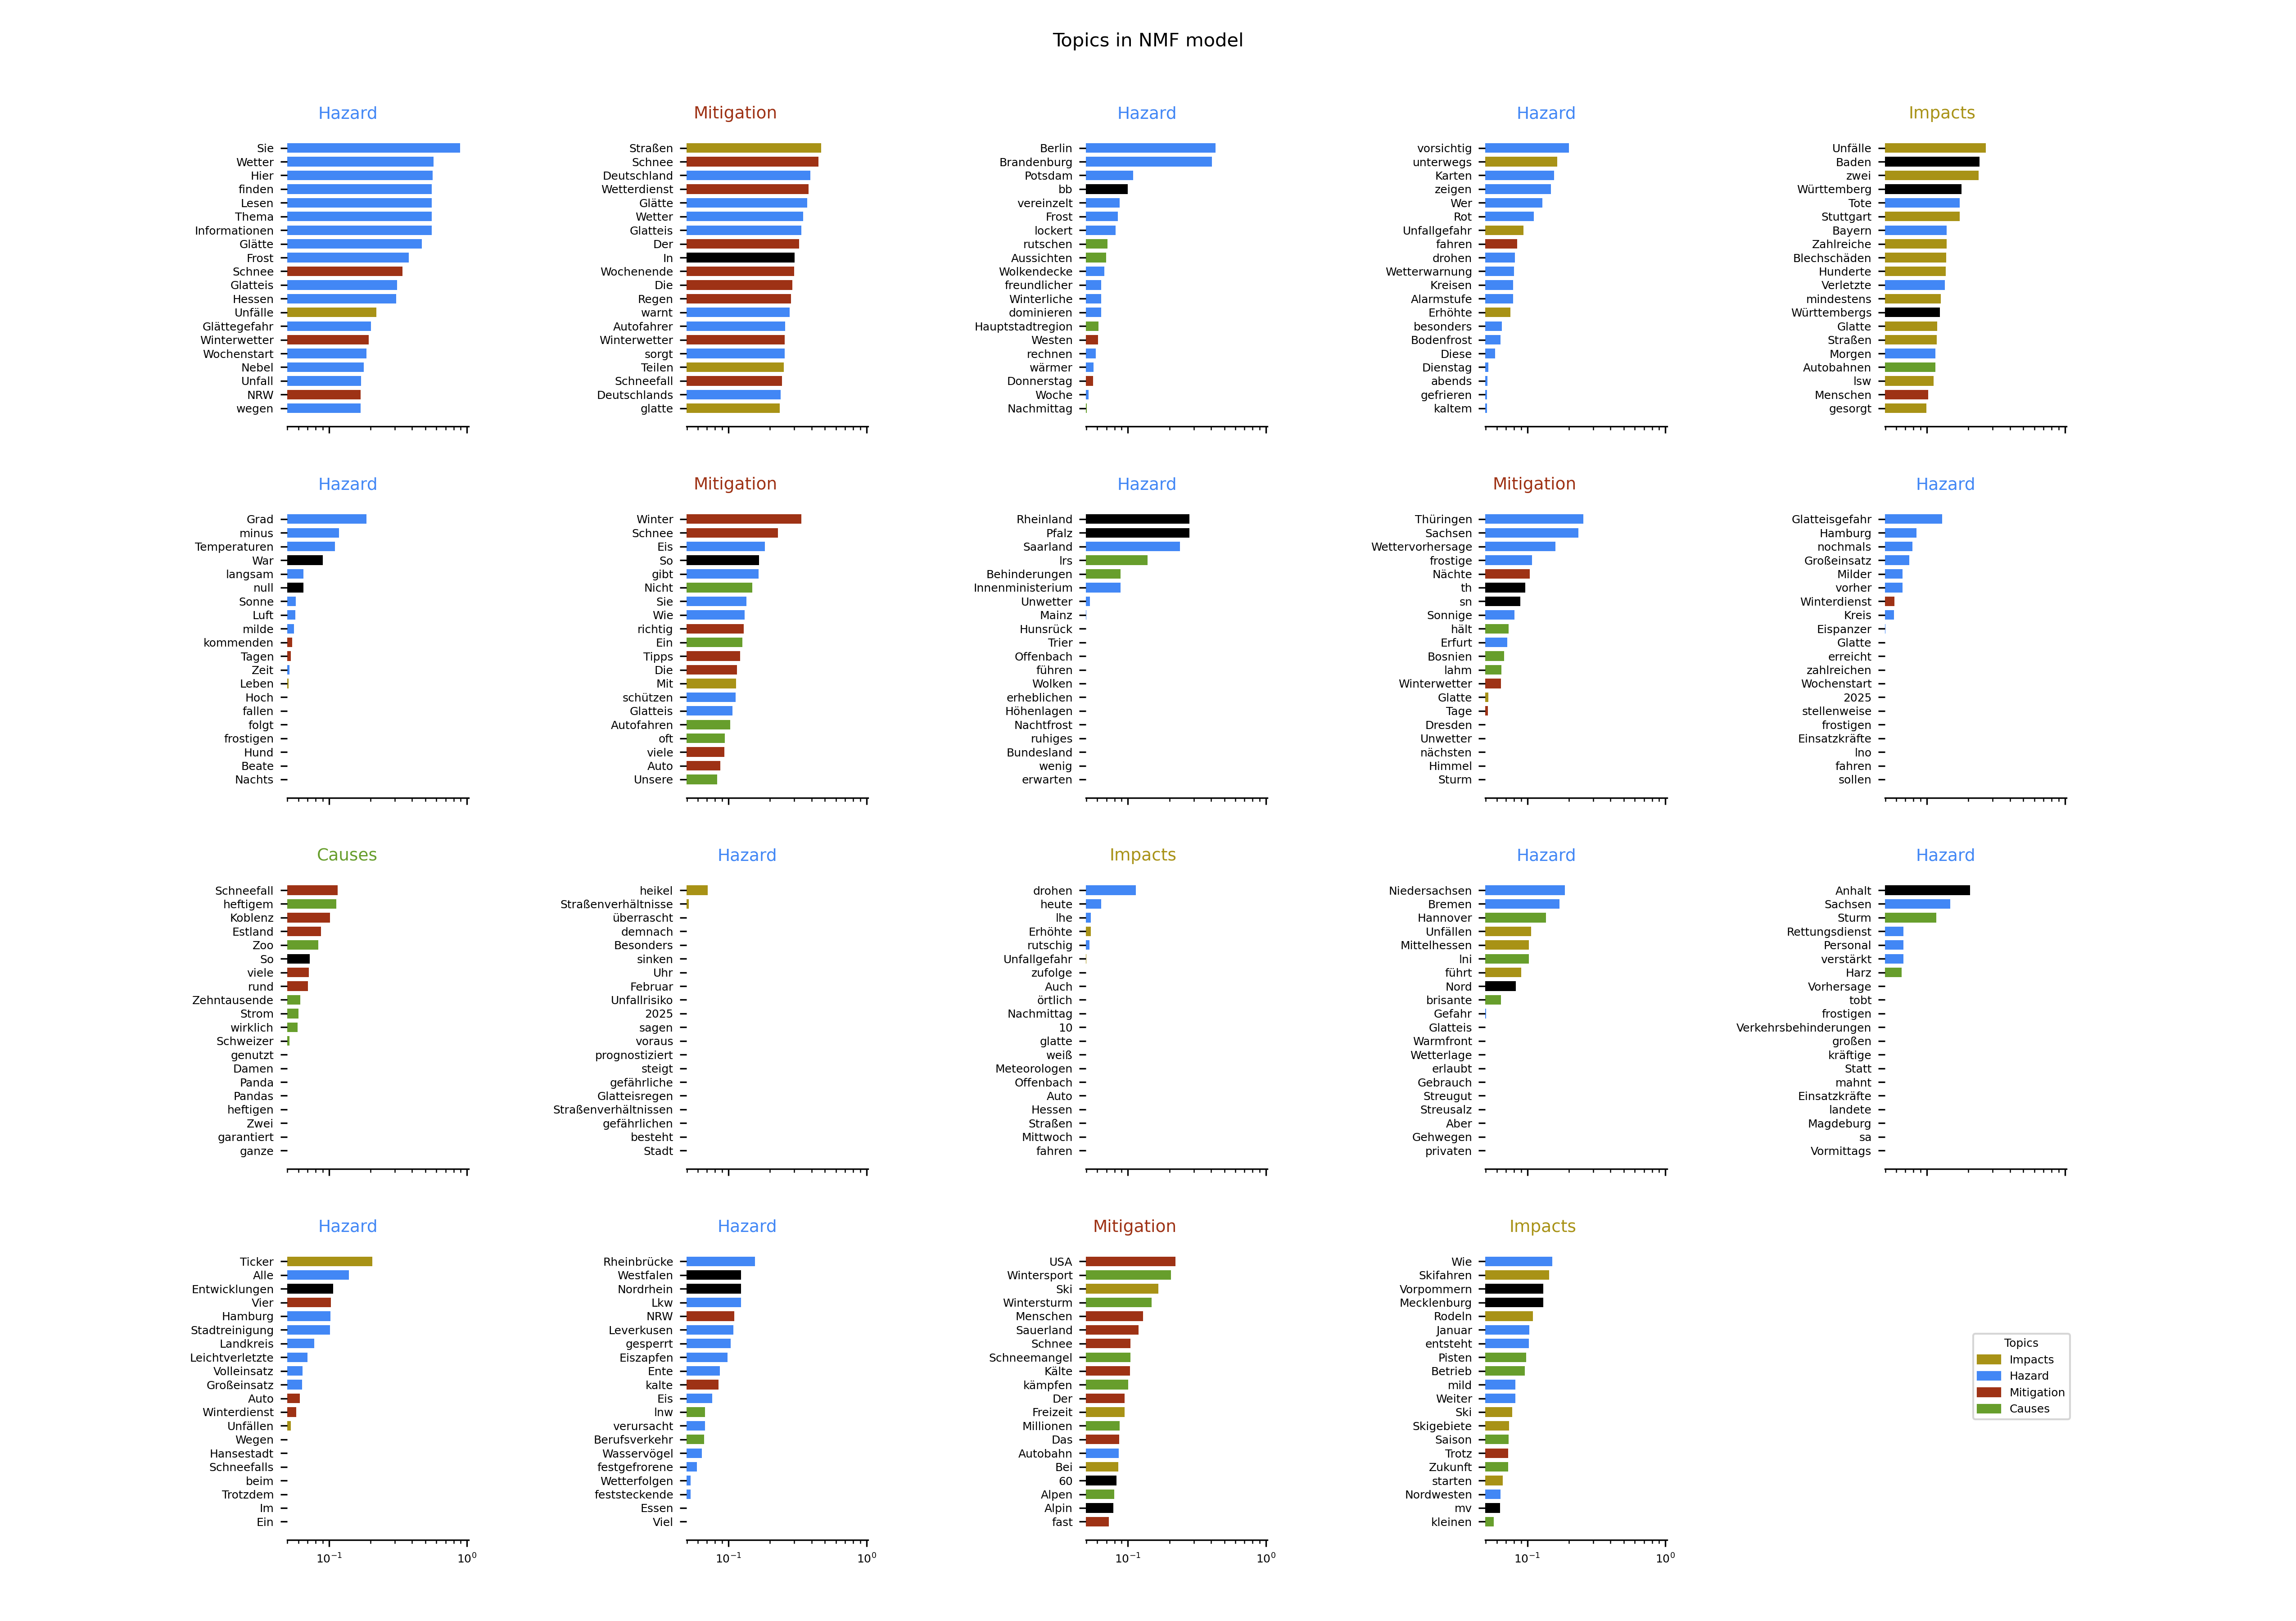 Topics in NMF model
Hazard
Sie
Wetter
Hier
finden
Lesen
Thema
Informationen
Glätte
Frost
Schnee
Glatteis
Hessen
Unfälle
Glättegefahr
Winterwetter
Wochenstart
Nebel
Unfall
NRW
wegen
Mitigation
Straßen
Schnee
Deutschland
Wetterdienst
Glätte
Wetter
Glatteis
Der
In
Wochenende
Die
Regen
warnt
Autofahrer
Winterwetter
sorgt
Teilen
Schneefall
Deutschlands
glatte
Hazard
Berlin
Brandenburg
Potsdam
bb
vereinzelt
Frost
lockert
rutschen
Aussichten
Wolkendecke
freundlicher
Winterliche
dominieren
Hauptstadtregion
Westen
rechnen
wärmer
Donnerstag
Woche
Nachmittag
Hazard
vorsichtig
unterwegs
Karten
zeigen
Wer
Rot
Unfallgefahr
fahren
drohen
Wetterwarnung
Kreisen
Alarmstufe
Erhöhte
besonders
Bodenfrost
Diese
Dienstag
abends
gefrieren
kaltem
Impacts
Unfälle
Baden
zwei
Württemberg
Tote
Stuttgart
Bayern
Zahlreiche
Blechschäden
Hunderte
Verletzte
mindestens
Württembergs
Glatte
Straßen
Morgen
Autobahnen
lsw
Menschen
gesorgt
Hazard
Grad
minus
Temperaturen
War
langsam
null
Sonne
Luft
milde
kommenden
Tagen
Zeit
Leben
Hoch
fallen
folgt
frostigen
Hund
Beate
Nachts
Mitigation
Winter
Schnee
Eis
So
gibt
Nicht
Sie
Wie
richtig
Ein
Tipps
Die
Mit
schützen
Glatteis
Autofahren
oft
viele
Auto
Unsere
Hazard
Rheinland
Pfalz
Saarland
lrs
Behinderungen
Innenministerium
Unwetter
Mainz
Hunsrück
Trier
Offenbach
führen
Wolken
erheblichen
Höhenlagen
Nachtfrost
ruhiges
Bundesland
wenig
erwarten
Mitigation
Thüringen
Sachsen
Wettervorhersage
frostige
Nächte
th
sn
Sonnige
hält
Erfurt
Bosnien
lahm
Winterwetter
Glatte
Tage
Dresden
Unwetter
nächsten
Himmel
Sturm
Hazard
Glatteisgefahr
Hamburg
nochmals
Großeinsatz
Milder
vorher
Winterdienst
Kreis
Eispanzer
Glatte
erreicht
zahlreichen
Wochenstart
2025
stellenweise
frostigen
Einsatzkräfte
lno
fahren
sollen
Causes
Schneefall
heftigem
Koblenz
Estland
Zoo
So
viele
rund
Zehntausende
Strom
wirklich
Schweizer
genutzt
Damen
Panda
Pandas
heftigen
Zwei
garantiert
ganze
Hazard
heikel
Straßenverhältnisse
überrascht
demnach
Besonders
sinken
Uhr
Februar
Unfallrisiko
2025
sagen
voraus
prognostiziert
steigt
gefährliche
Glatteisregen
Straßenverhältnissen
gefährlichen
besteht
Stadt
Impacts
drohen
heute
lhe
Erhöhte
rutschig
Unfallgefahr
zufolge
Auch
örtlich
Nachmittag
10
glatte
weiß
Meteorologen
Offenbach
Auto
Hessen
Straßen
Mittwoch
fahren
Hazard
Niedersachsen
Bremen
Hannover
Unfällen
Mittelhessen
lni
führt
Nord
brisante
Gefahr
Glatteis
Warmfront
Wetterlage
erlaubt
Gebrauch
Streugut
Streusalz
Aber
Gehwegen
privaten
Hazard
Anhalt
Sachsen
Sturm
Rettungsdienst
Personal
verstärkt
Harz
Vorhersage
tobt
frostigen
Verkehrsbehinderungen
großen
kräftige
Statt
mahnt
Einsatzkräfte
landete
Magdeburg
sa
Vormittags
Hazard
Ticker
Alle
Entwicklungen
Vier
Hamburg
Stadtreinigung
Landkreis
Leichtverletzte
Volleinsatz
Großeinsatz
Auto
Winterdienst
Unfällen
Wegen
Hansestadt
Schneefalls
beim
Trotzdem
Im
Ein
10⁻¹ 10⁰
Hazard
Rheinbrücke
Westfalen
Nordrhein
Lkw
NRW
Leverkusen
gesperrt
Eiszapfen
Ente
kalte
Eis
lnw
verursacht
Berufsverkehr
Wasservögel
festgefrorene
Wetterfolgen
feststeckende
Essen
Viel
10⁻¹ 10⁰
Mitigation
USA
Wintersport
Ski
Wintersturm
Menschen
Sauerland
Schnee
Schneemangel
Kälte
kämpfen
Der
Freizeit
Millionen
Das
Autobahn
Bei
60
Alpen
Alpin
fast
10⁻¹ 10⁰
Impacts
Wie
Skifahren
Vorpommern
Mecklenburg
Rodeln
Januar
entsteht
Pisten
Betrieb
mild
Weiter
Ski
Skigebiete
Saison
Trotz
Zukunft
starten
Nordwesten
mv
kleinen
10⁻¹ 10⁰
Topics
Impacts
Hazard
Mitigation
Causes